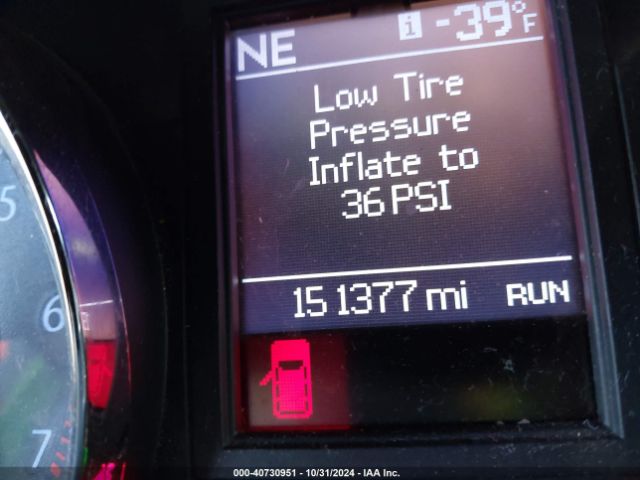 NE i -39°F
Low Tire
Pressure
Inflate to
36 PSI
151377 mi RUN
5
6
7
000-40730951 - 10/31/2024 - IAA Inc.